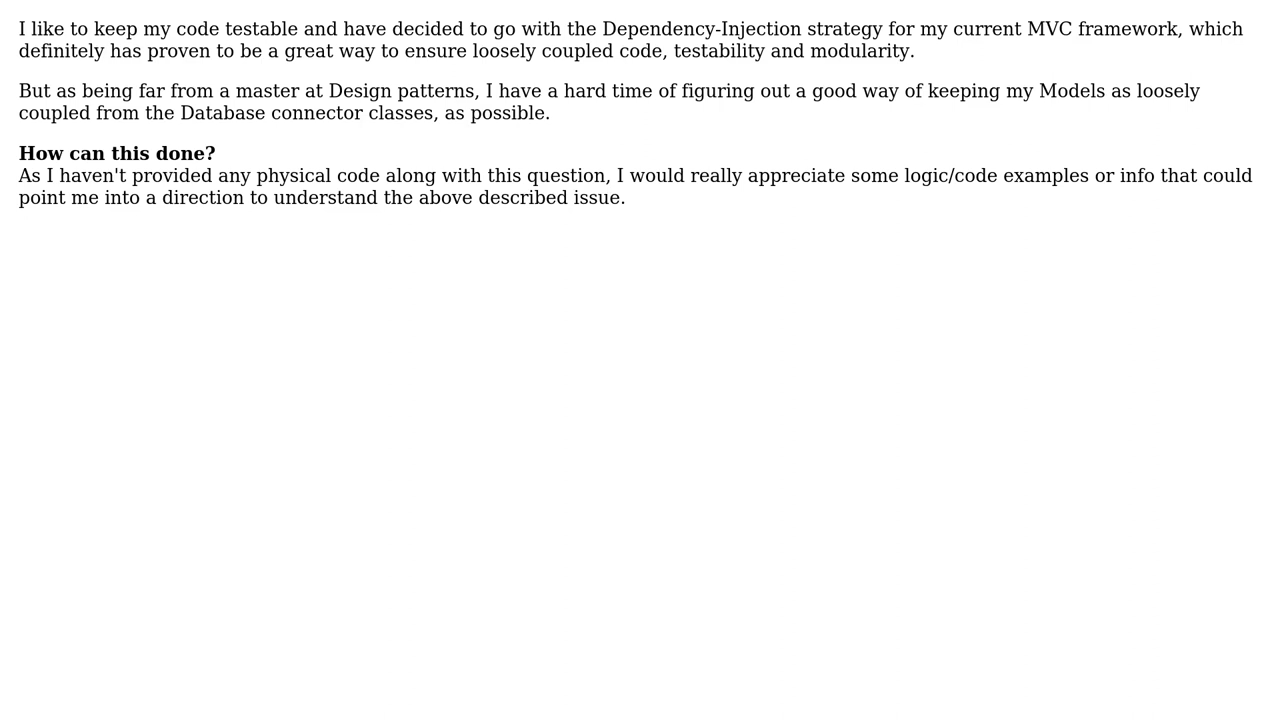 I like to keep my code testable and have decided to go with the Dependency-Injection strategy for my current MVC framework, which
definitely has proven to be a great way to ensure loosely coupled code, testability and modularity.
But as being far from a master at Design patterns, I have a hard time of figuring out a good way of keeping my Models as loosely
coupled from the Database connector classes, as possible.
How can this done?
As I haven't provided any physical code along with this question, I would really appreciate some logic/code examples or info that could
point me into a direction to understand the above described issue.